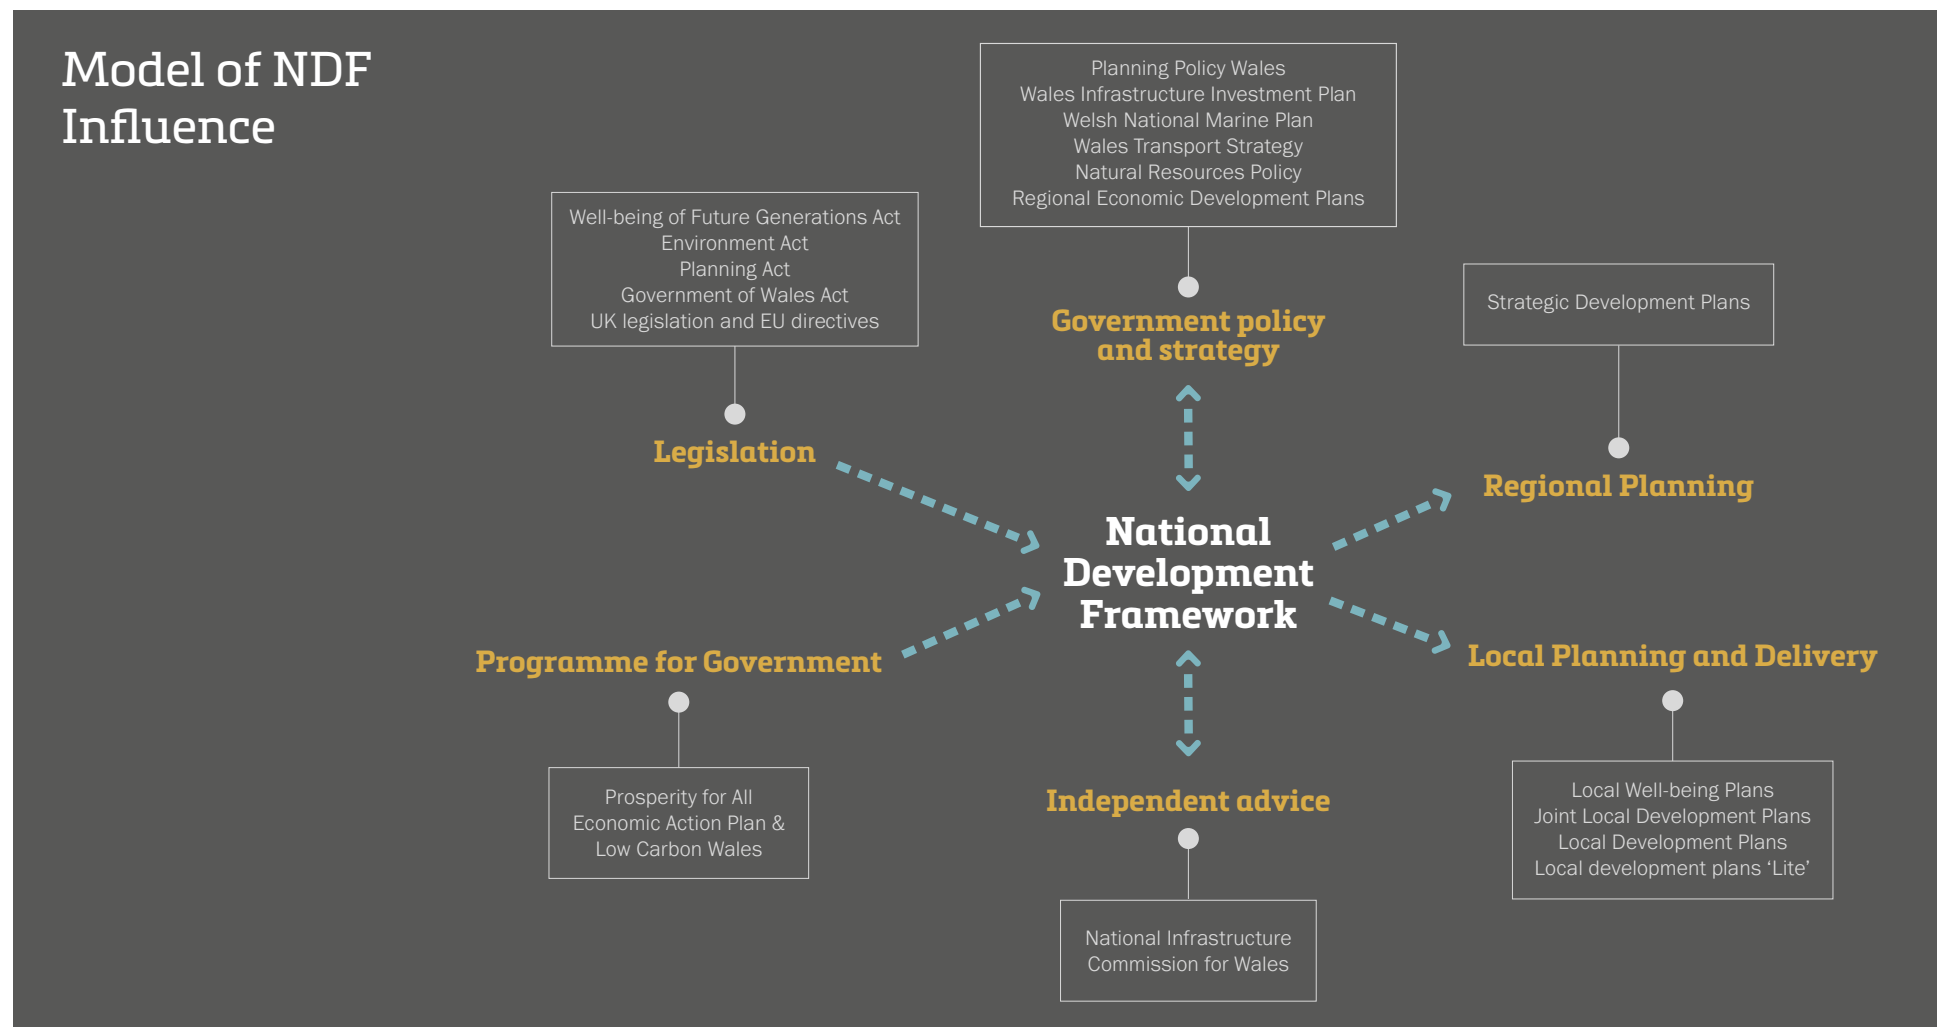 Model of NDF
Influence
Planning Policy Wales
Wales Infrastructure Investment Plan
Welsh National Marine Plan
Wales Transport Strategy
Natural Resources Policy
Regional Economic Development Plans
Government policy
and strategy
Well-being of Future Generations Act
Environment Act
Planning Act
Government of Wales Act
UK legislation and EU directives
Legislation
Strategic Development Plans
Regional Planning
National
Development
Framework
Programme for Government
Prosperity for All
Economic Action Plan &
Low Carbon Wales
Independent advice
National Infrastructure
Commission for Wales
Local Planning and Delivery
Local Well-being Plans
Joint Local Development Plans
Local Development Plans
Local development plans ‘Lite’